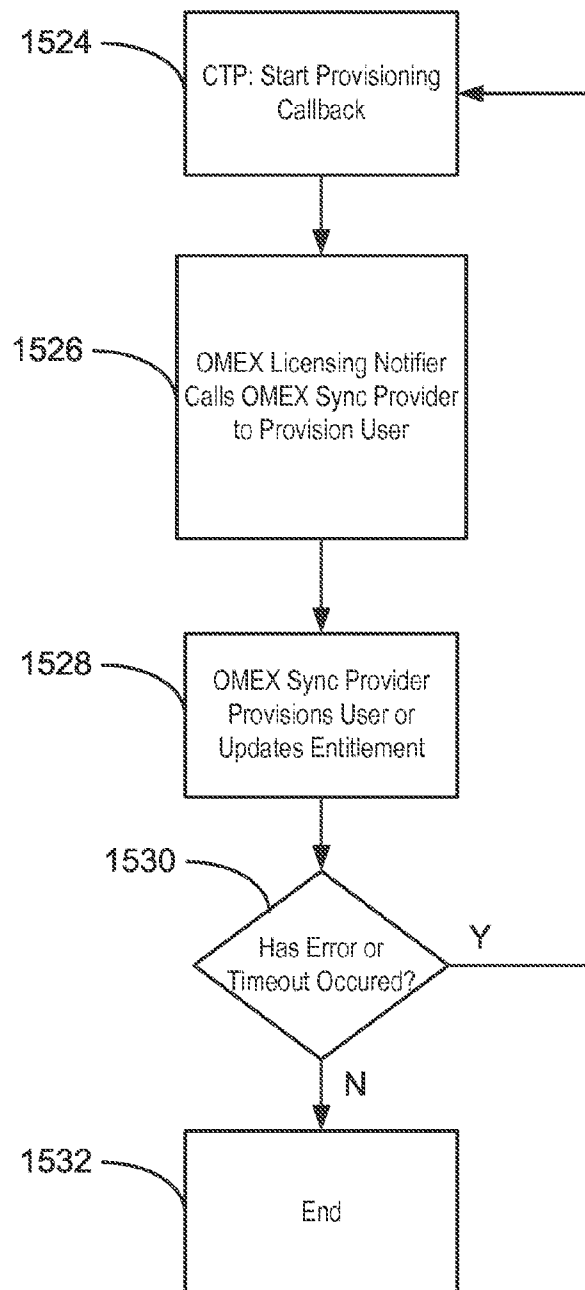 1524
CTP: Start Provisioning
Callback
1526
OMEX Licensing Notifier
Calls OMEX Sync Provider
to Provision User
1528
OMEX Sync Provider
Provisions User or
Updates Entitlement
1530
Has Error or
Timeout Occured?
Y
N
1532
End